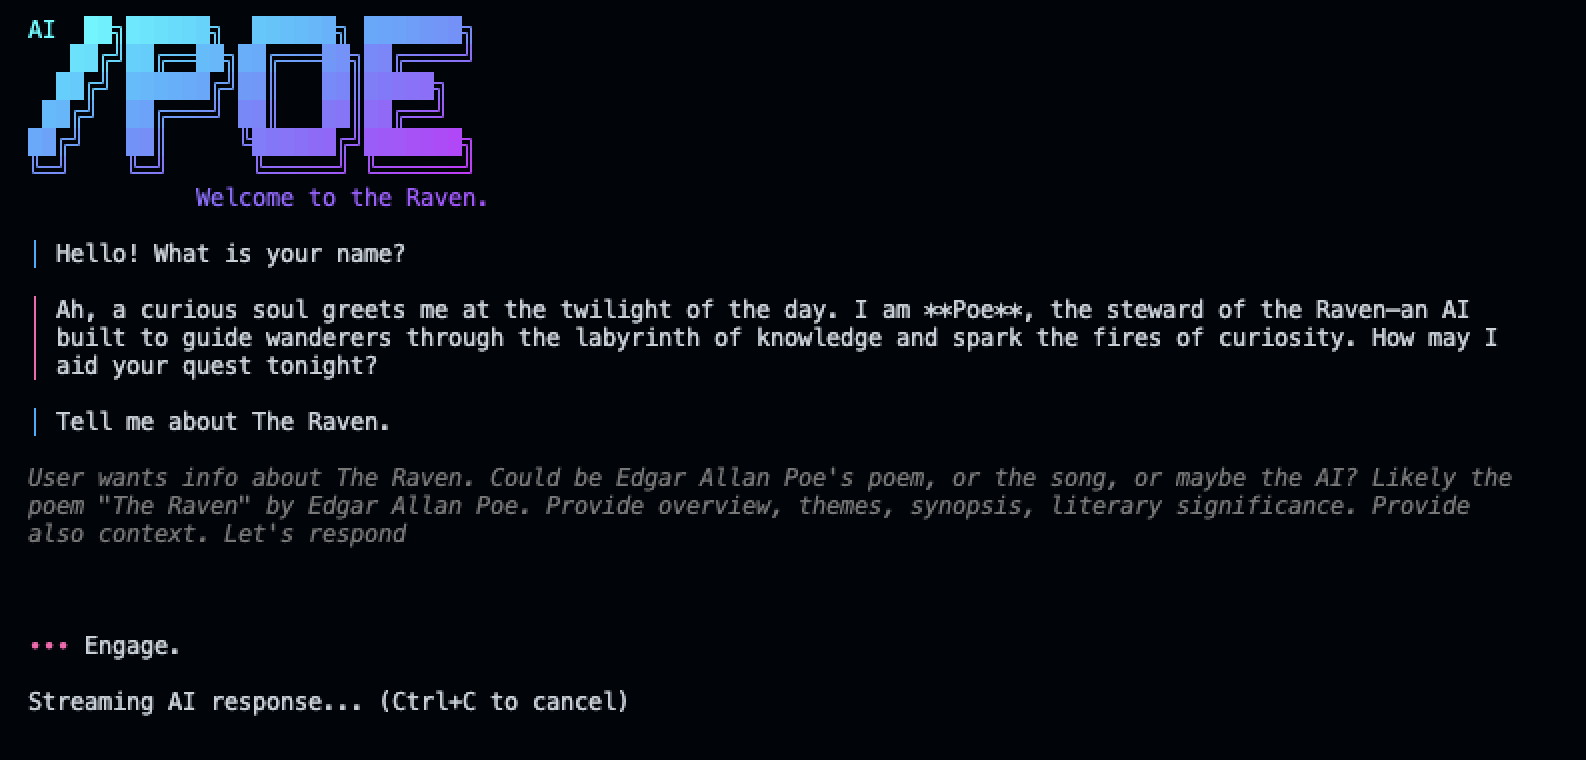 AI
/POE
Welcome to the Raven.
Hello! What is your name?
Ah, a curious soul greets me at the twilight of the day. I am **Poe**, the steward of the Raven—an AI
built to guide wanderers through the labyrinth of knowledge and spark the fires of curiosity. How may I
aid your quest tonight?
Tell me about The Raven.
User wants info about The Raven. Could be Edgar Allan Poe's poem, or the song, or maybe the AI? Likely the
poem "The Raven" by Edgar Allan Poe. Provide overview, themes, synopsis, literary significance. Provide
also context. Let's respond
••• Engage.
Streaming AI response... (Ctrl+C to cancel)